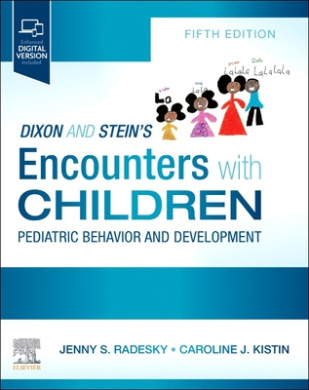 Enhanced
DIGITAL
VERSION
Included
FIFTH EDITION
La
LaLaLa LaLaLaLa
DIXON AND STEIN'S
Encounters with
CHILDREN
PEDIATRIC BEHAVIOR AND DEVELOPMENT
ELSEVIER
JENNY S. RADESKY • CAROLINE J. KISTIN